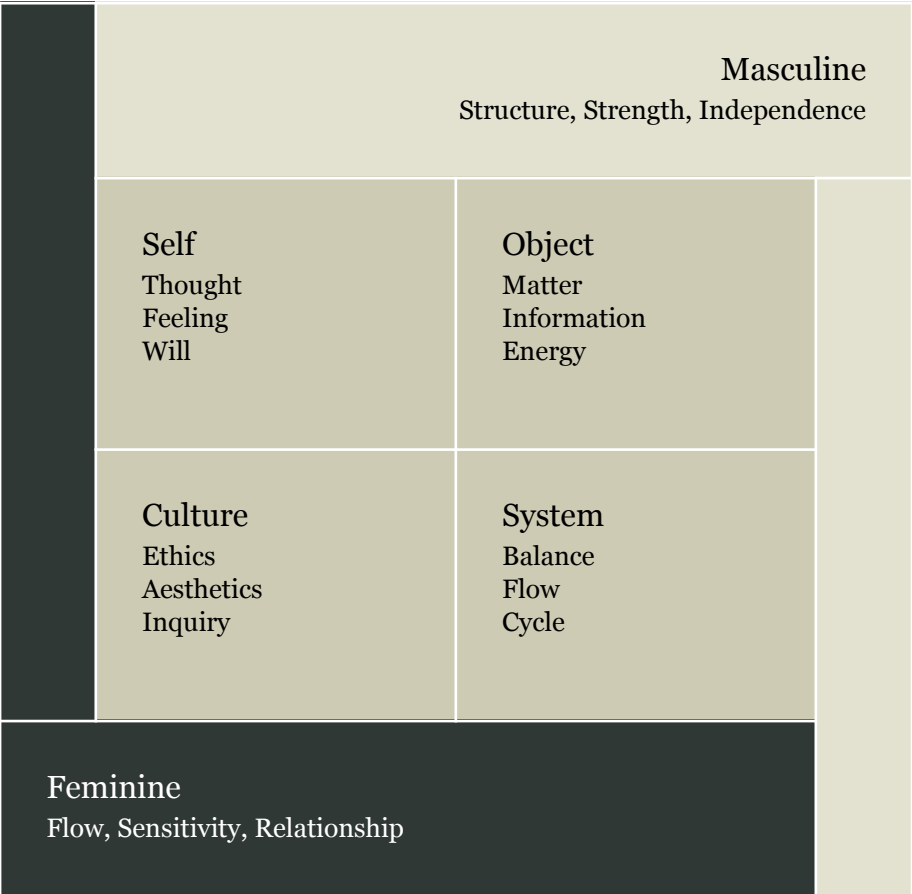 Masculine
Structure, Strength, Independence
Self
Thought
Feeling
Will
Object
Matter
Information
Energy
Culture
Ethics
Aesthetics
Inquiry
System
Balance
Flow
Cycle
Feminine
Flow, Sensitivity, Relationship